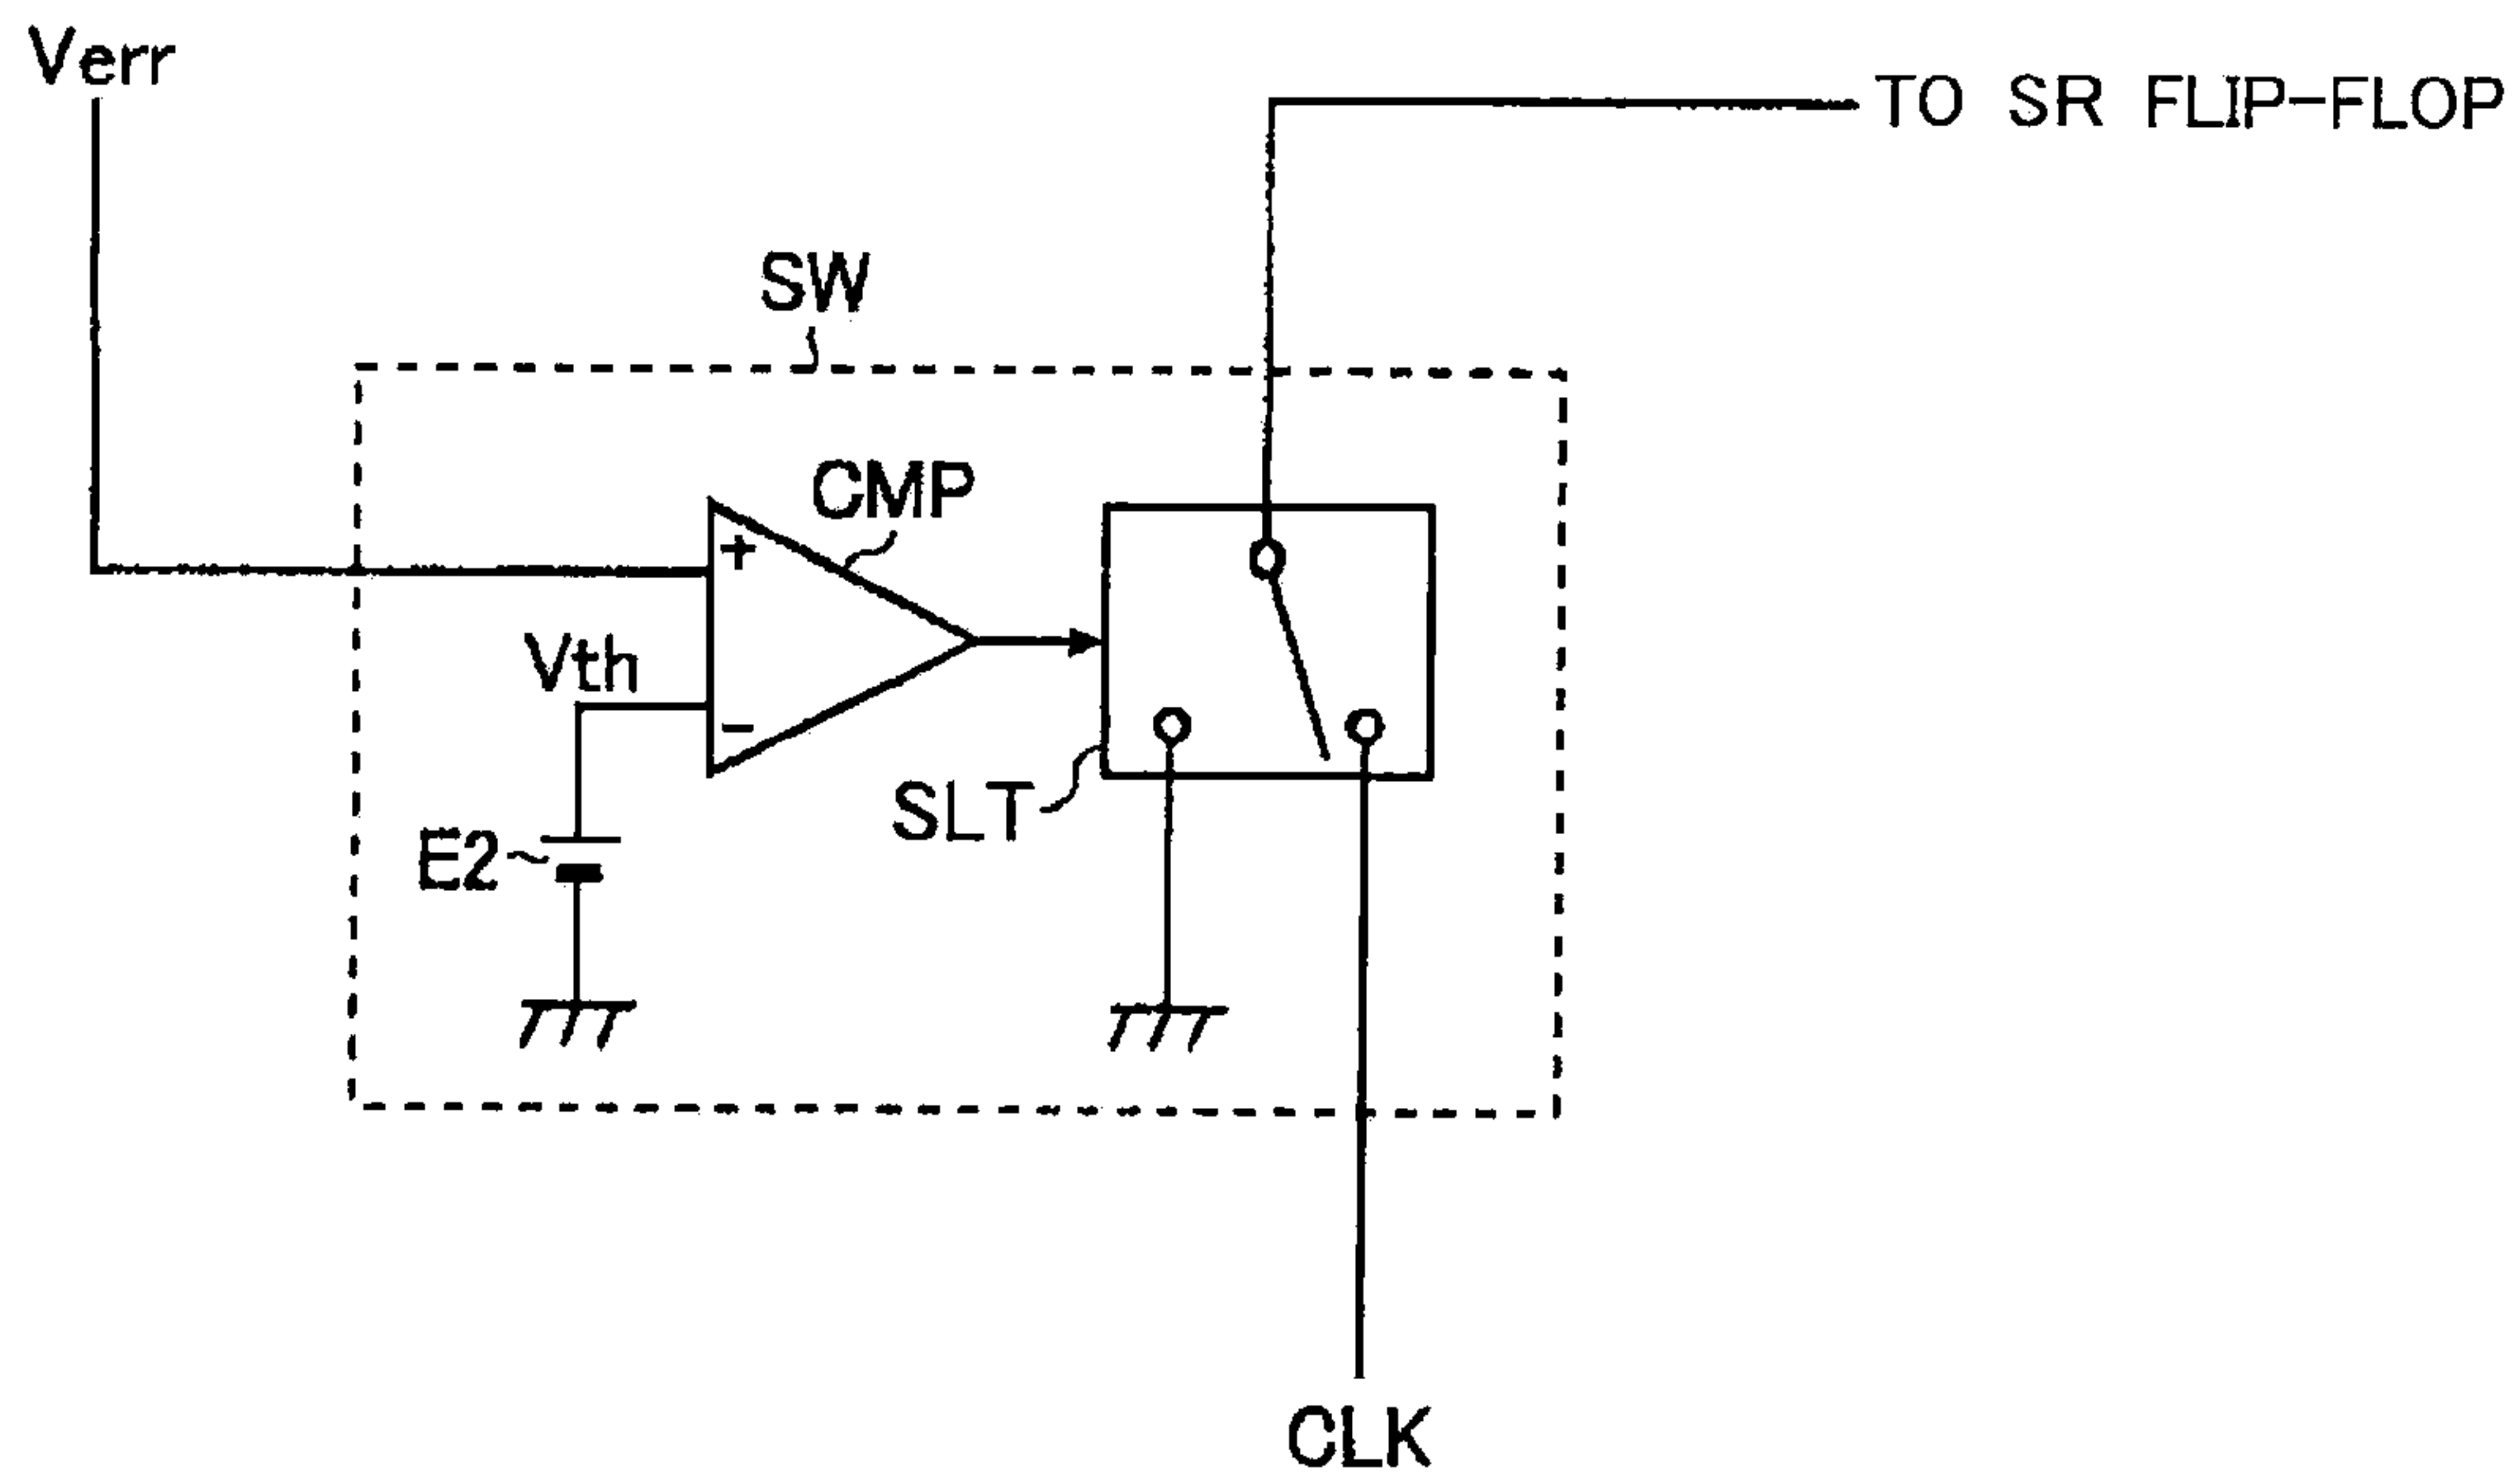 Verr
TO SR FLIP-FLOP
SW
CMP
+
Vth
-
SLT
E2
CLK